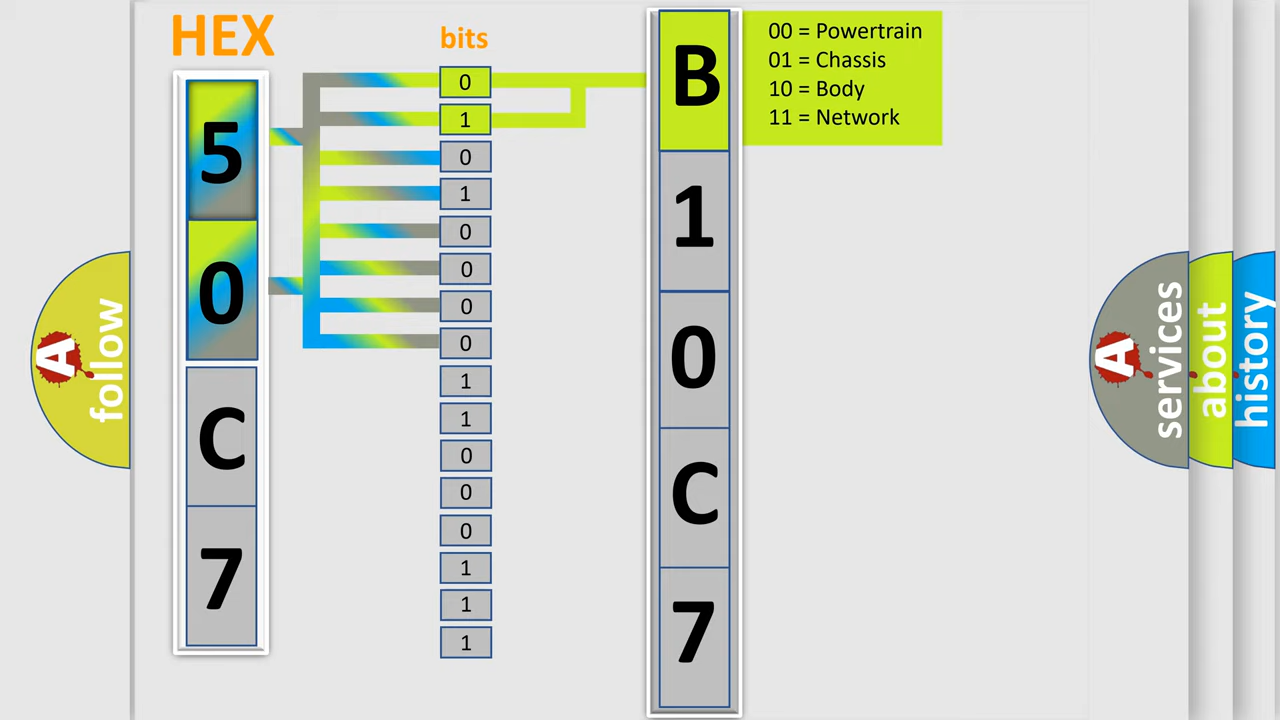 HEX
bits
5
0
C
7
0
1
0
1
0
0
0
0
1
1
0
0
0
1
1
1
B
1
0
C
7
00 = Powertrain
01 = Chassis
10 = Body
11 = Network
A
follow
A
services
about
history